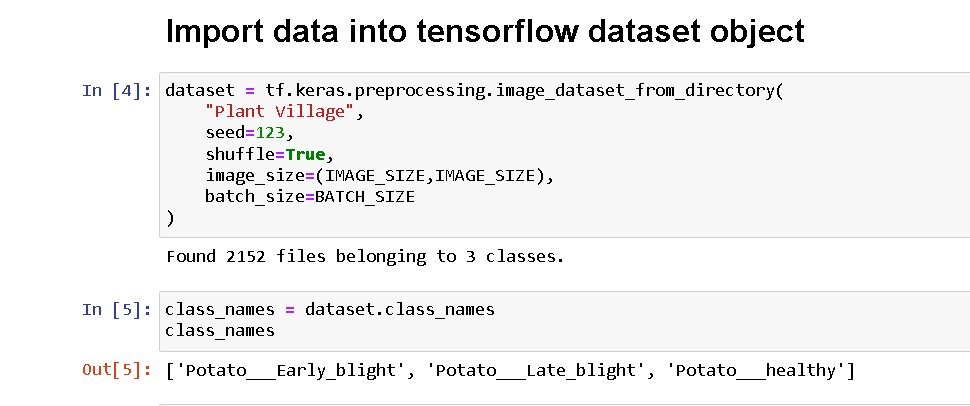 Import data into tensorflow dataset object
In [4]: dataset = tf.keras.preprocessing.image_dataset_from_directory(
"Plant Village",
seed=123,
shuffle=True,
image_size=(IMAGE_SIZE,IMAGE_SIZE),
batch_size=BATCH_SIZE
)
Found 2152 files belonging to 3 classes.
In [5]: class_names = dataset.class_names
class_names
Out[5]: ['Potato___Early_blight', 'Potato___Late_blight', 'Potato___healthy']